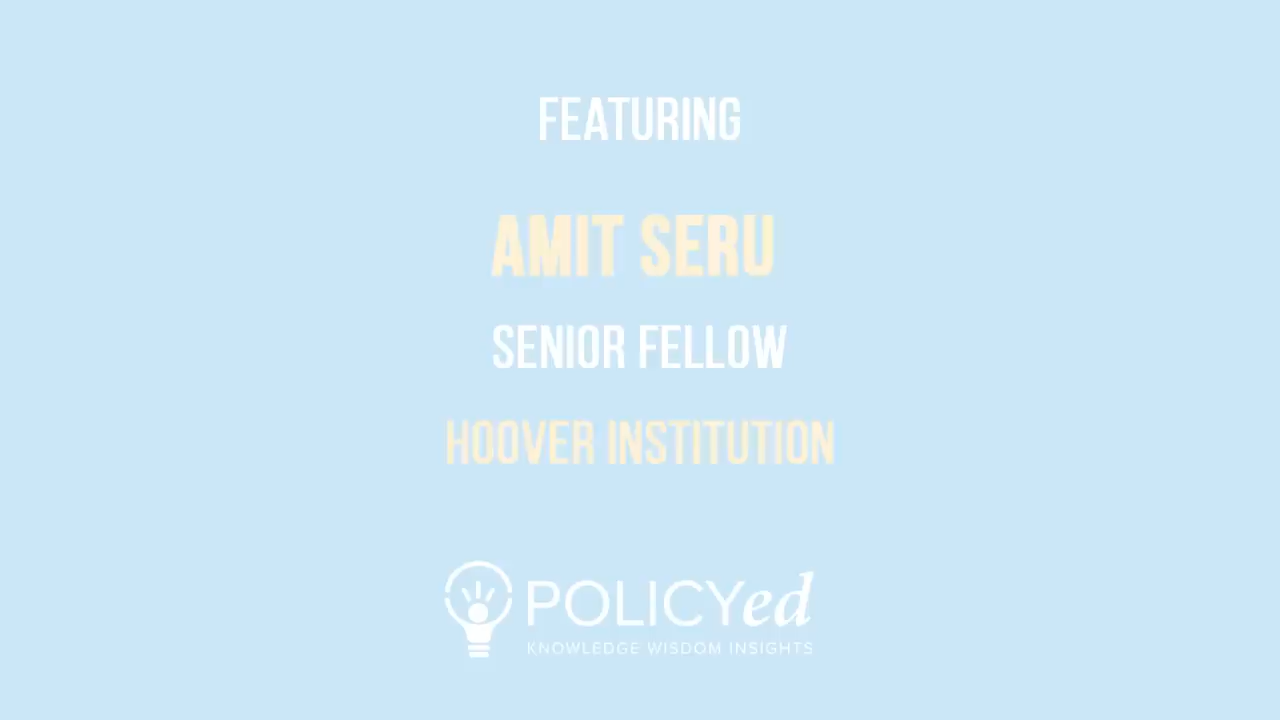 FEATURING
AMIT SERU
SENIOR FELLOW
HOOVER INSTITUTION
POLICYed
KNOWLEDGE WISDOM INSIGHTS